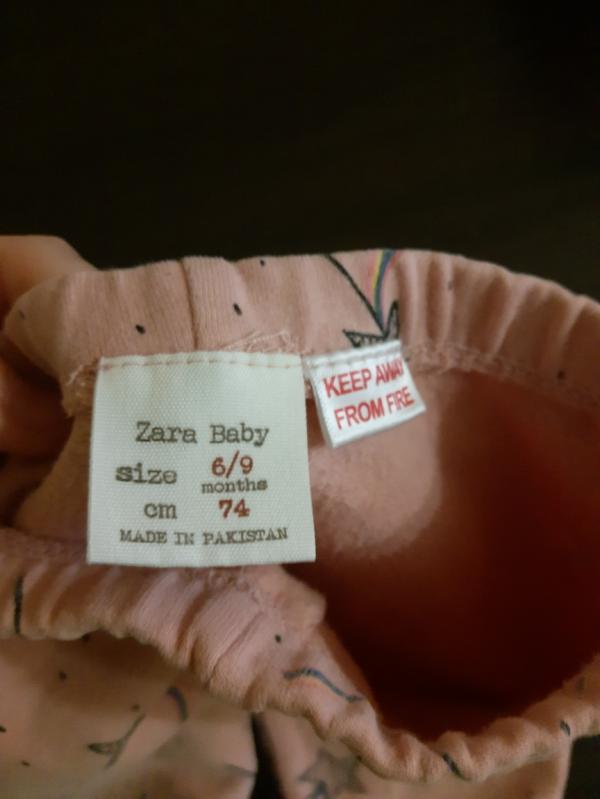 Zara Baby
size 6/9
months
cm 74
MADE IN PAKISTAN
KEEP AWAY
FROM FIRE